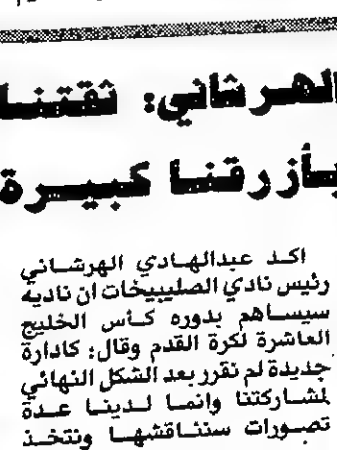 الهرشاني: ثقتنا
بأزرقنا كبيرة
اكد عبدالهادي الهرشاني
رئيس نادي الصليبيخات ان ناديه
سيساهم بدوره كأس الخليج
العاشرة لكرة القدم وقال: كادارة
جديدة لم نقرر بعد الشكل النهائي
لمشاركتنا وانما لدينا عدة
تصورات سنناقشها ونتخذ